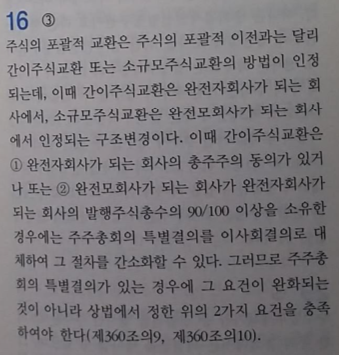 16 ③
주식의 포괄적 교환은 주식의 포괄적 이전과는 달리
간이주식교환 또는 소규모주식교환의 방법이 인정
되는데, 이때 간이주식교환은 완전자회사가 되는 회
사에서, 소규모주식교환은 완전모회사가 되는 회사
에서 인정되는 구조변경이다. 이때 간이주식교환은
① 완전자회사가 되는 회사의 총주주의 동의가 있거
나 또는 ② 완전모회사가 되는 회사가 완전자회사가
되는 회사의 발행주식총수의 90/100 이상을 소유한
경우에는 주주총회의 특별결의를 이사회결의로 대
체하여 그 절차를 간소화할 수 있다. 그러므로 주주총
회의 특별결의가 있는 경우에 그 요건이 완화되는
것이 아니라 상법에서 정한 위의 2가지 요건을 충족
하여야 한다(제360조의9, 제360조의10).